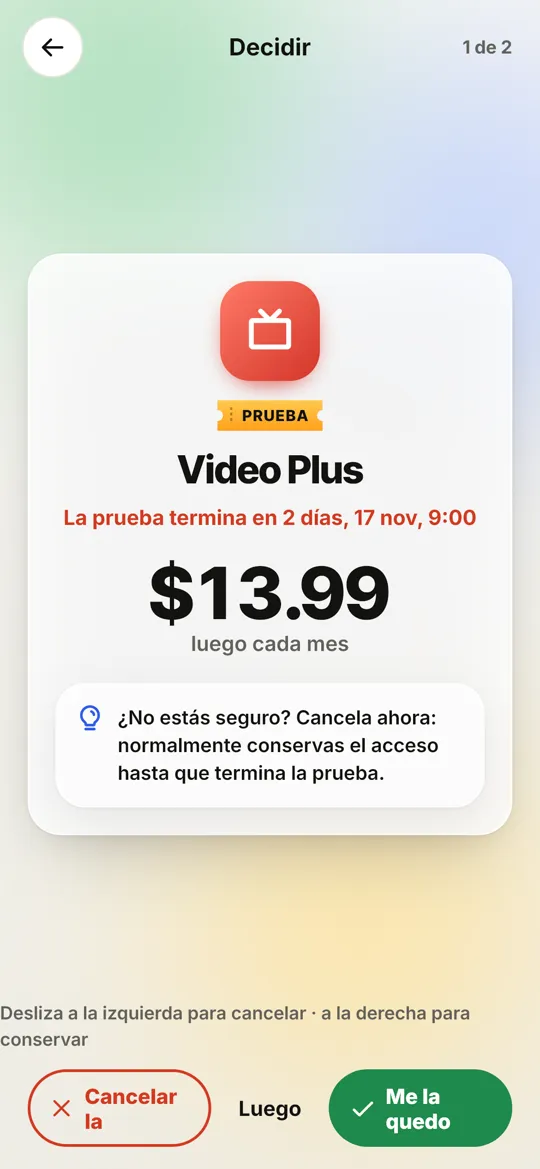 Decidir
1 de 2
PRUEBA
Video Plus
La prueba termina en 2 días, 17 nov, 9:00
$13.99
luego cada mes
¿No estás seguro? Cancela ahora:
normalmente conservas el acceso
hasta que termina la prueba.
Desliza a la izquierda para cancelar · a la derecha para
conservar
Cancelar
la
Luego
Me la
quedo